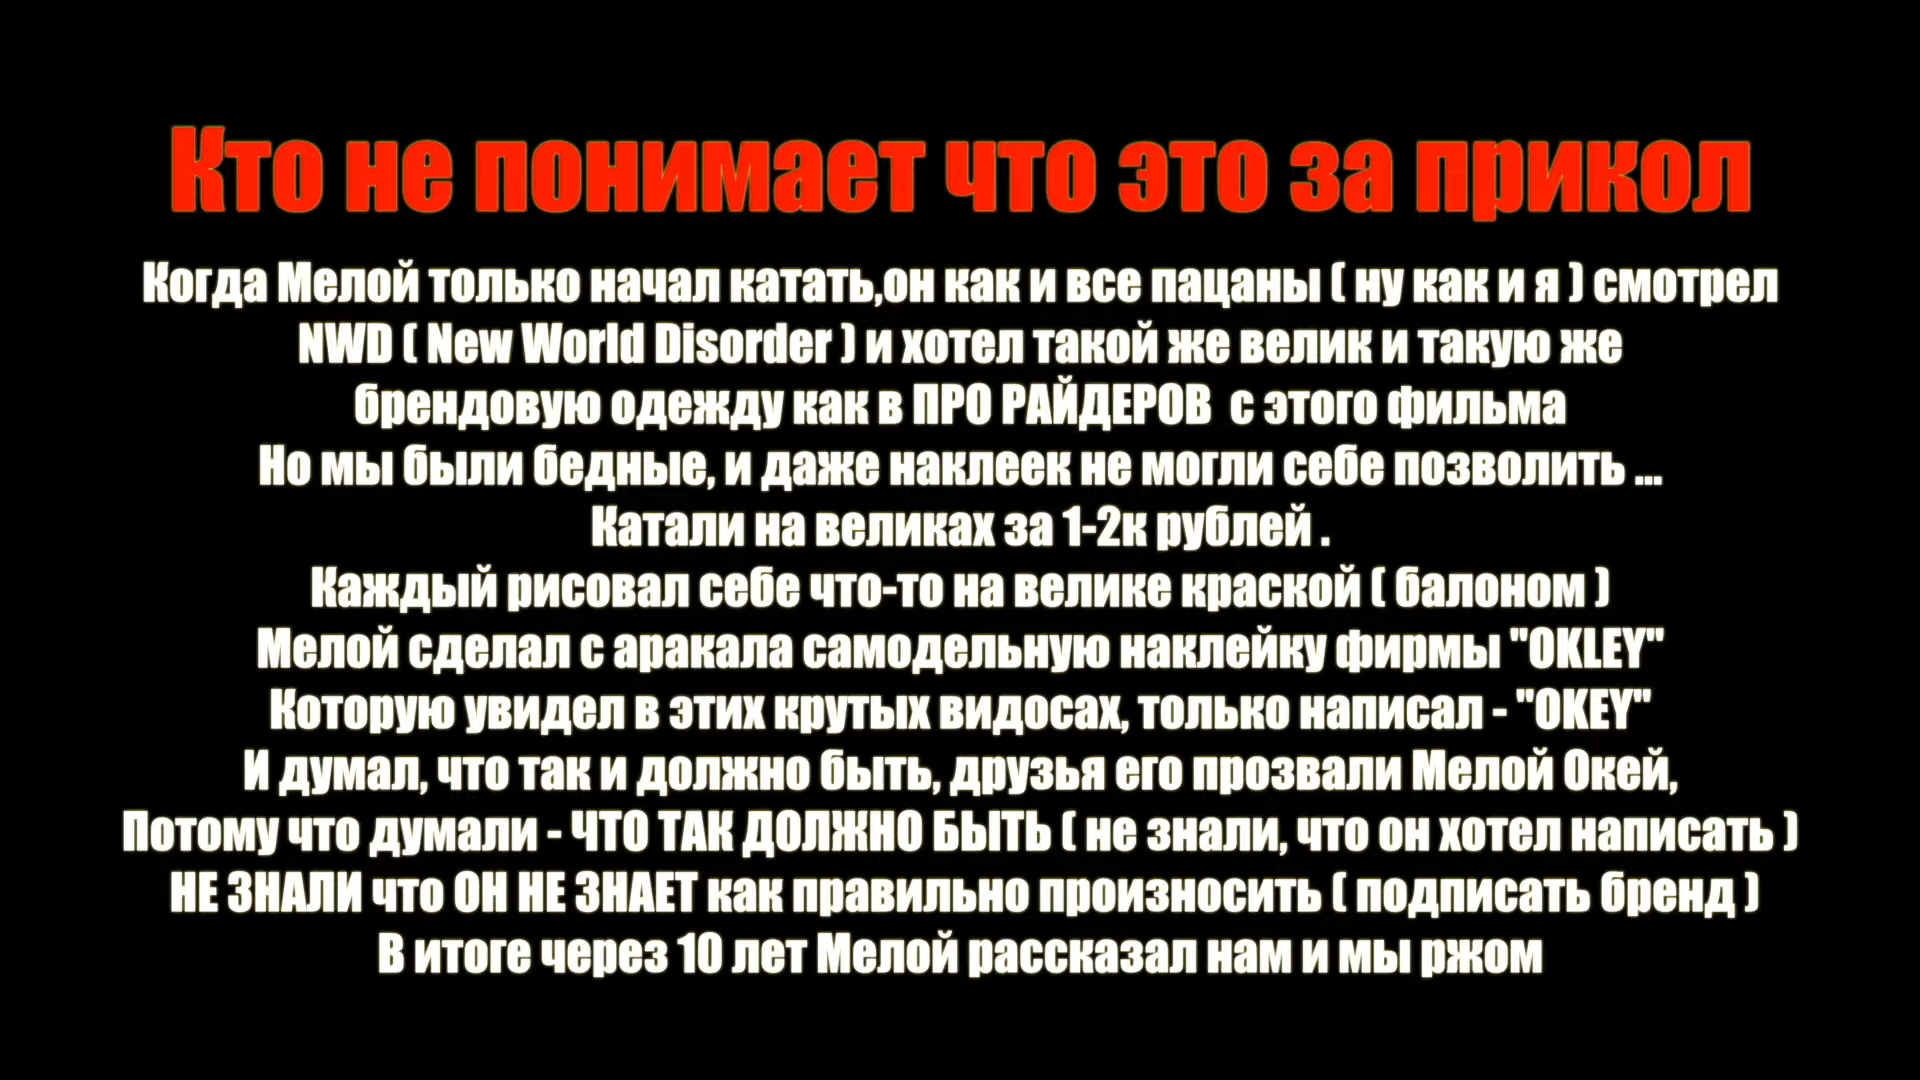 Кто не понимает что это за прикол
Когда Мелой только начал катать,он как и все пацаны ( ну как и я ) смотрел
NWD ( New World Disorder ) и хотел такой же велик и такую же
брендовую одежду как в ПРО РАЙДЕРОВ с этого фильма
Но мы были бедные, и даже наклеек не могли себе позволить ...
Катали на великах за 1-2к рублей .
Каждый рисовал себе что-то на велике краской ( балоном )
Мелой сделал с аракала самодельную наклейку фирмы "OKLEY"
Которую увидел в этих крутых видосах, только написал - "OKEY"
И думал, что так и должно быть, друзья его прозвали Мелой Окей,
Потому что думали - ЧТО ТАК ДОЛЖНО БЫТЬ ( не знали, что он хотел написать )
НЕ ЗНАЛИ что ОН НЕ ЗНАЕТ как правильно произносить ( подписать бренд )
В итоге через 10 лет Мелой рассказал нам и мы ржом